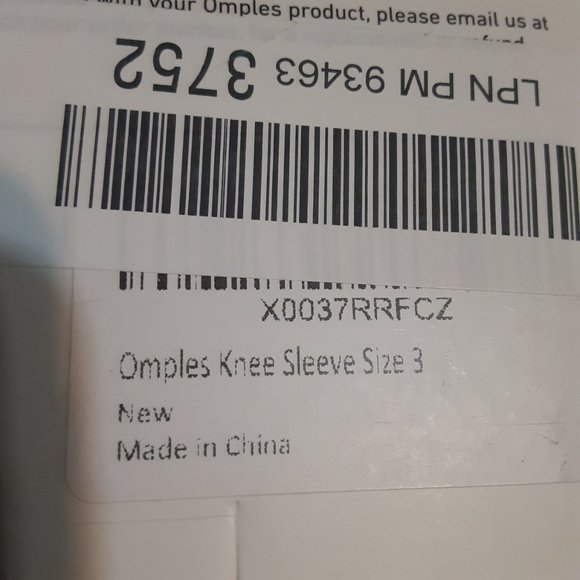 with your Omples product, please email us at
LPN PM 93463 3752
X0037RRFCZ
Omples Knee Sleeve Size 3
New
Made in China